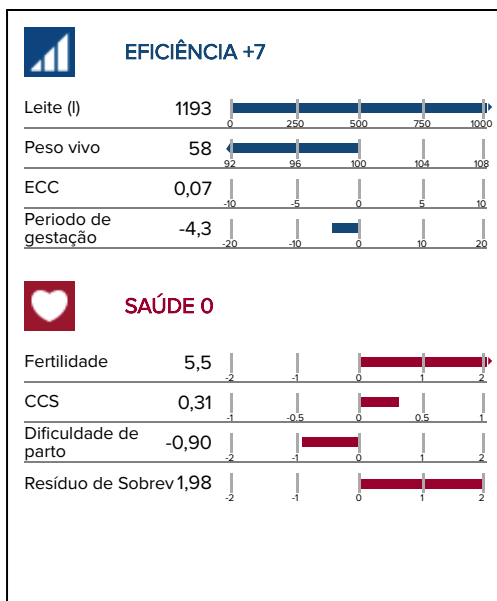 EFICIÊNCIA +7
Leite (l) 1193
0 250 500 750 1000
Peso vivo 58
92 96 100 104 108
ECC 0,07
-10 -5 0 5 10
Periodo de
gestação -4,3
-20 -10 0 10 20
SAÚDE 0
Fertilidade 5,5
-2 -1 0 1 2
CCS 0,31
-1 -0.5 0 0.5 1
Dificuldade de
parto -0,90
-2 -1 0 1 2
Resíduo de Sobrev 1,98
-2 -1 0 1 2